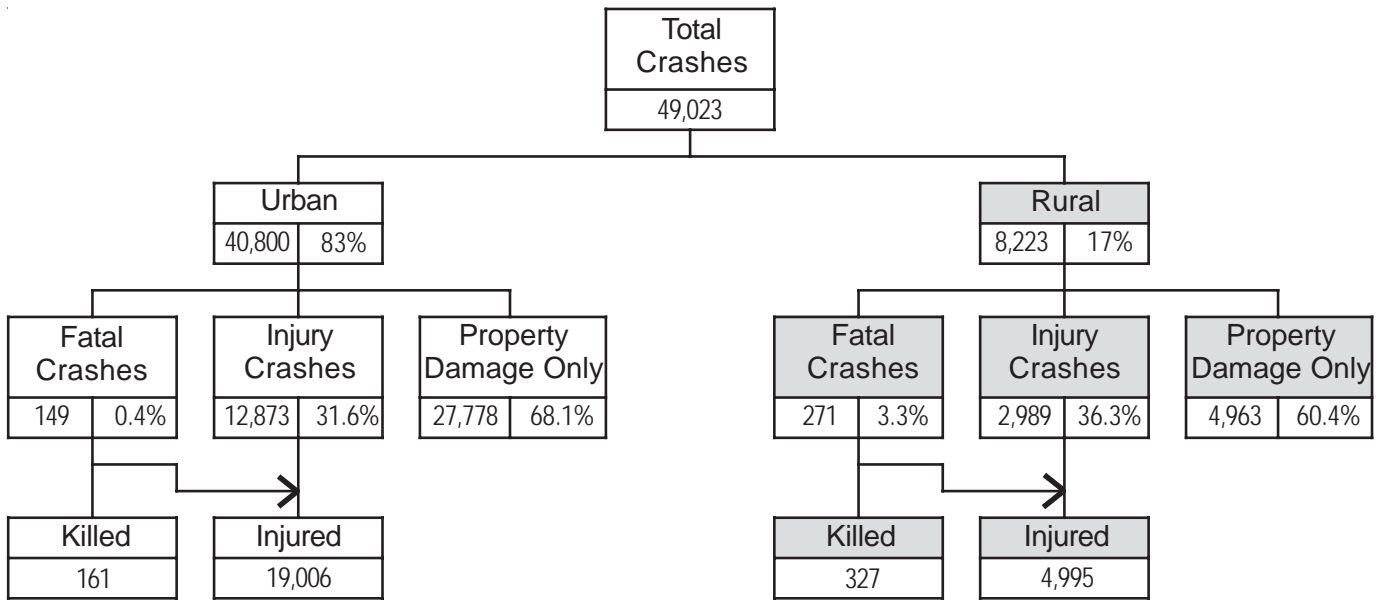 Total
Crashes
49,023
Urban
40,800 83%
Rural
8,223 17%
Fatal
Crashes
149 0.4%
Injury
Crashes
12,873 31.6%
Property
Damage Only
27,778 68.1%
Fatal
Crashes
271 3.3%
Injury
Crashes
2,989 36.3%
Property
Damage Only
4,963 60.4%
Killed
161
Injured
19,006
Killed
327
Injured
4,995